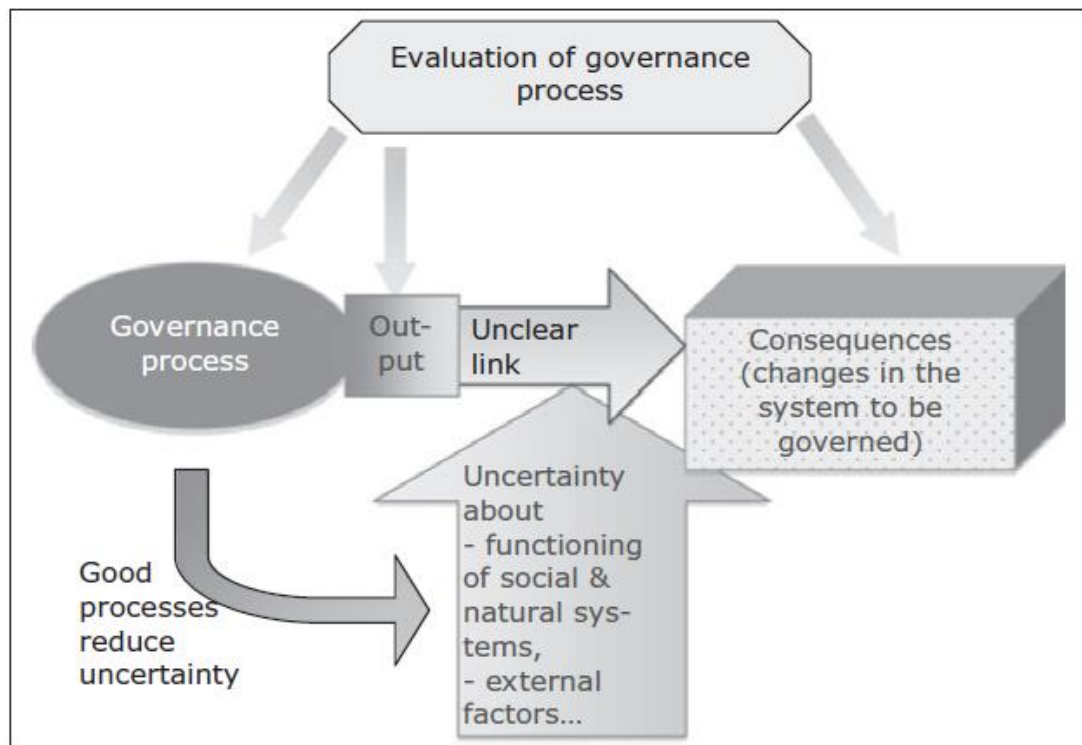 Evaluation of governance
process
Governance
process
Out-
put
Unclear
link
Consequences
(changes in the
system to be
governed)
Uncertainty
about
- functioning
of social &
natural sys-
tems,
- external
factors...
Good
processes
reduce
uncertainty